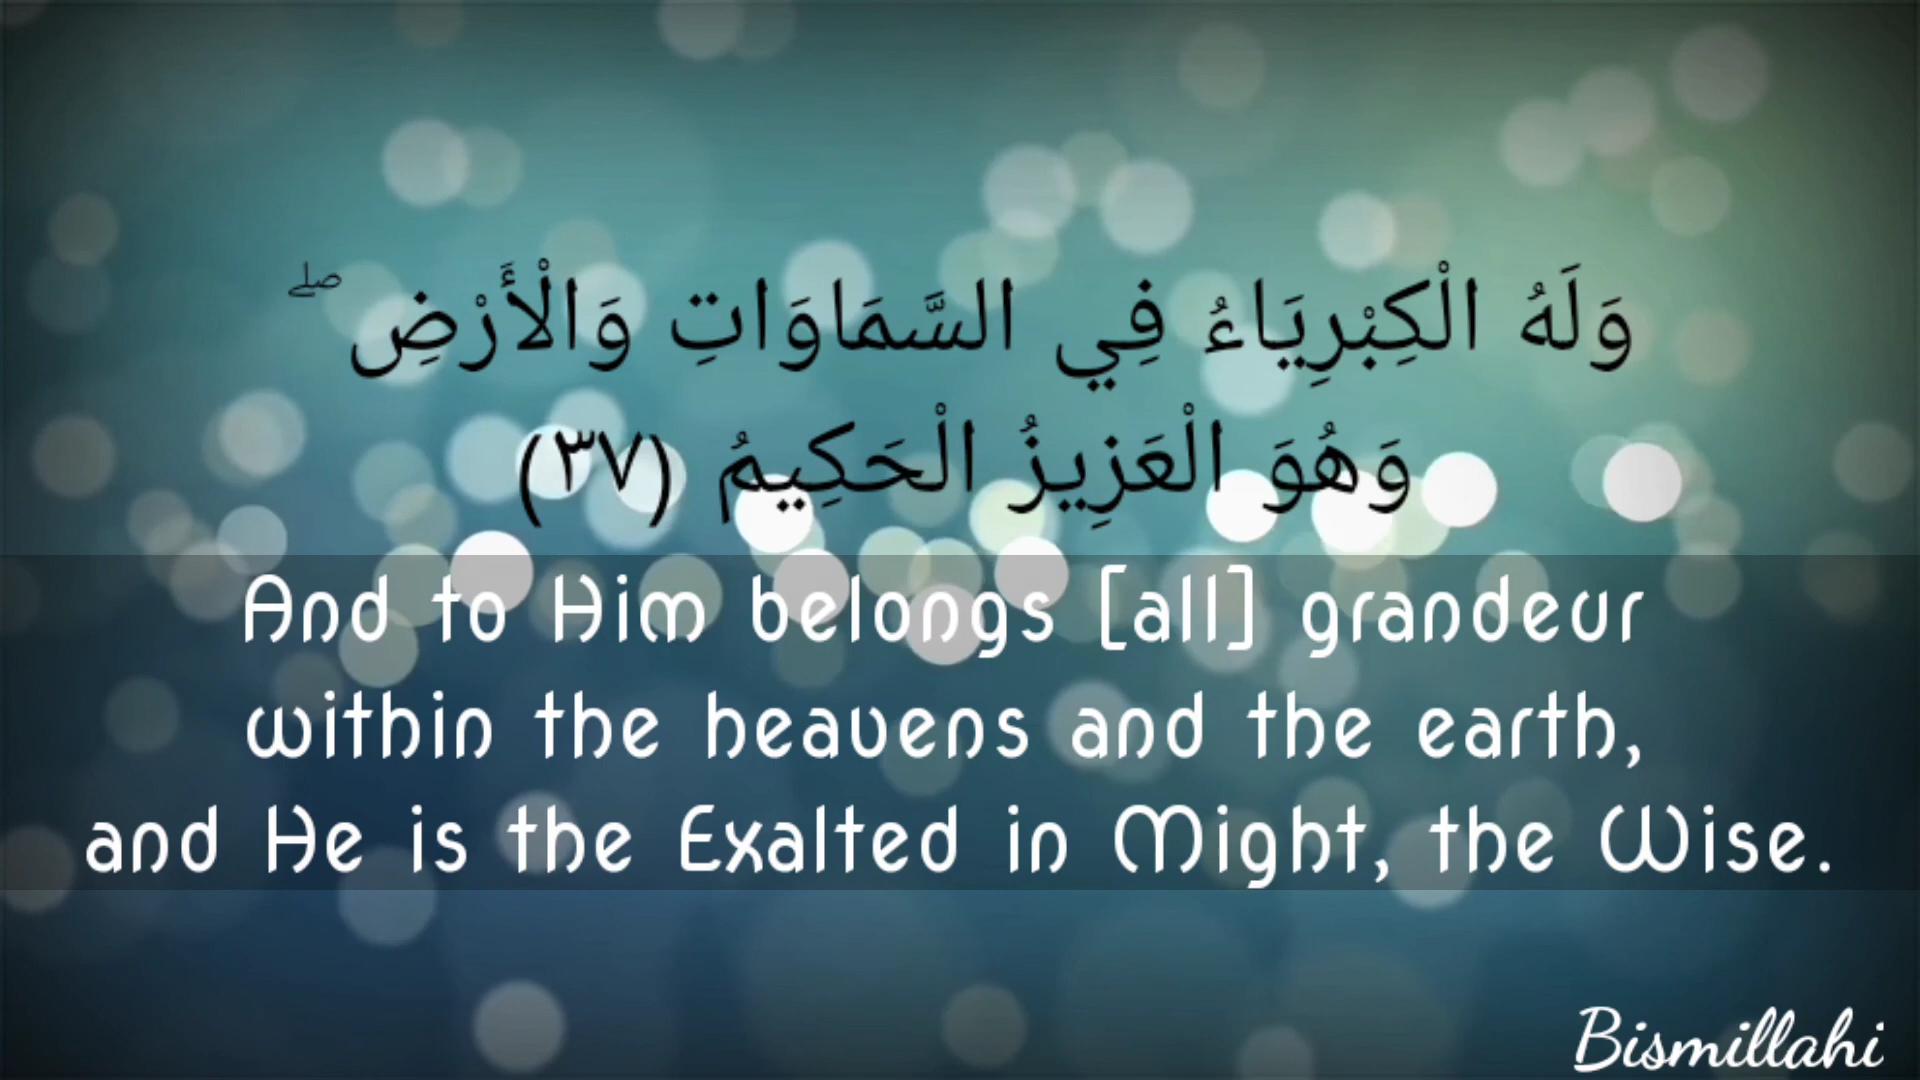 وَلَهُ الْكِبْرِيَاءُ فِي السَّمَاوَاتِ وَالْأَرْضِ ۖ
وَهُوَ الْعَزِيزُ الْحَكِيمُ (٣٧)
And to Him belongs [all] grandeur
within the heavens and the earth,
and He is the Exalted in Might, the Wise.
Bismillahi